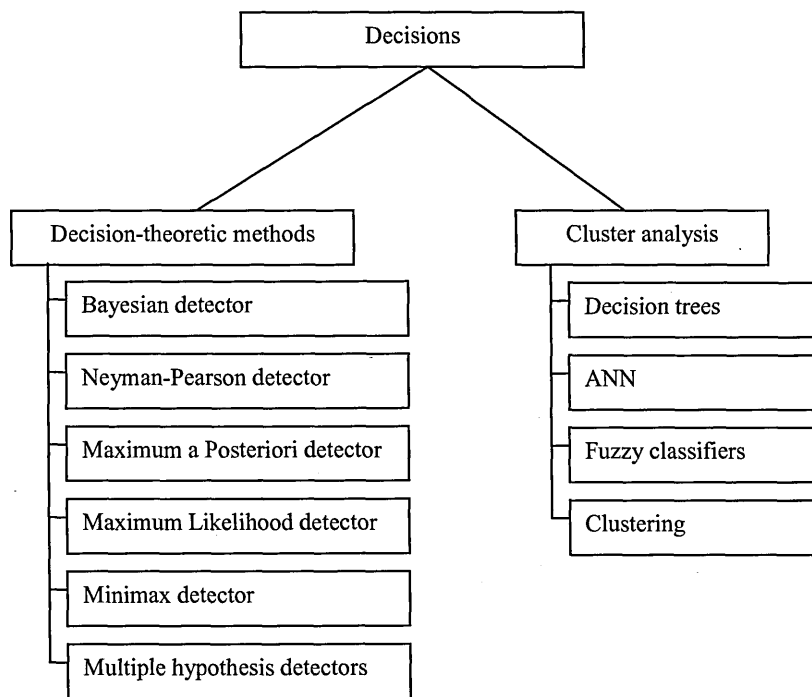 Decisions
Decision-theoretic methods
Bayesian detector
Neyman-Pearson detector
Maximum a Posteriori detector
Maximum Likelihood detector
Minimax detector
Multiple hypothesis detectors
Cluster analysis
Decision trees
ANN
Fuzzy classifiers
Clustering